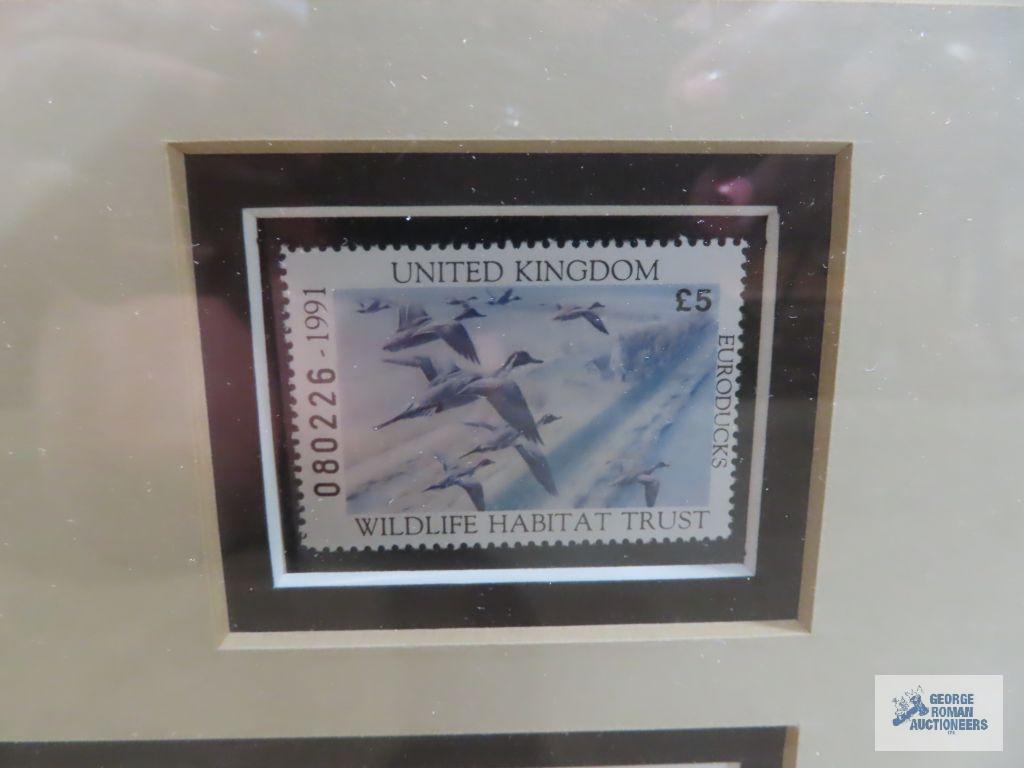 UNITED KINGDOM
£5
EURODUCKS
080226 - 1991
WILDLIFE HABITAT TRUST
GEORGE
ROMAN
AUCTIONEERS